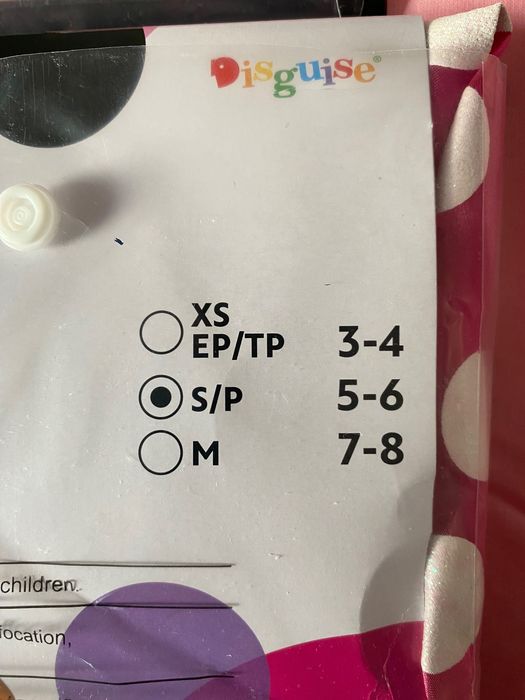 Disguise®
XS
EP/TP 3-4
S/P 5-6
M 7-8
children.
focation,